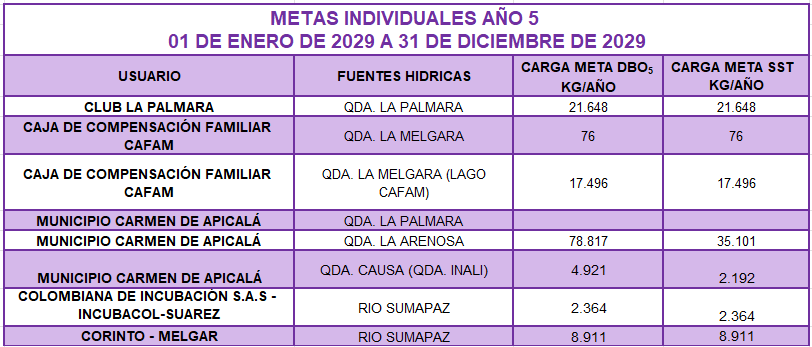 METAS INDIVIDUALES AÑO 5
01 DE ENERO DE 2029 A 31 DE DICIEMBRE DE 2029
USUARIO
FUENTES HIDRICAS
CARGA META DBO₅
KG/AÑO
CARGA META SST
KG/AÑO
CLUB LA PALMARA
QDA. LA PALMARA
21.648
21.648
CAJA DE COMPENSACIÓN FAMILIAR
CAFAM
QDA. LA MELGARA
76
76
CAJA DE COMPENSACIÓN FAMILIAR
CAFAM
QDA. LA MELGARA (LAGO
CAFAM)
17.496
17.496
MUNICIPIO CARMEN DE APICALÁ
QDA. LA PALMARA
MUNICIPIO CARMEN DE APICALÁ
QDA. LA ARENOSA
78.817
35.101
MUNICIPIO CARMEN DE APICALÁ
QDA. CAUSA (QDA. INALI)
4.921
2.192
COLOMBIANA DE INCUBACIÓN S.A.S -
INCUBACOL-SUAREZ
RIO SUMAPAZ
2.364
2.364
CORINTO - MELGAR
RIO SUMAPAZ
8.911
8.911